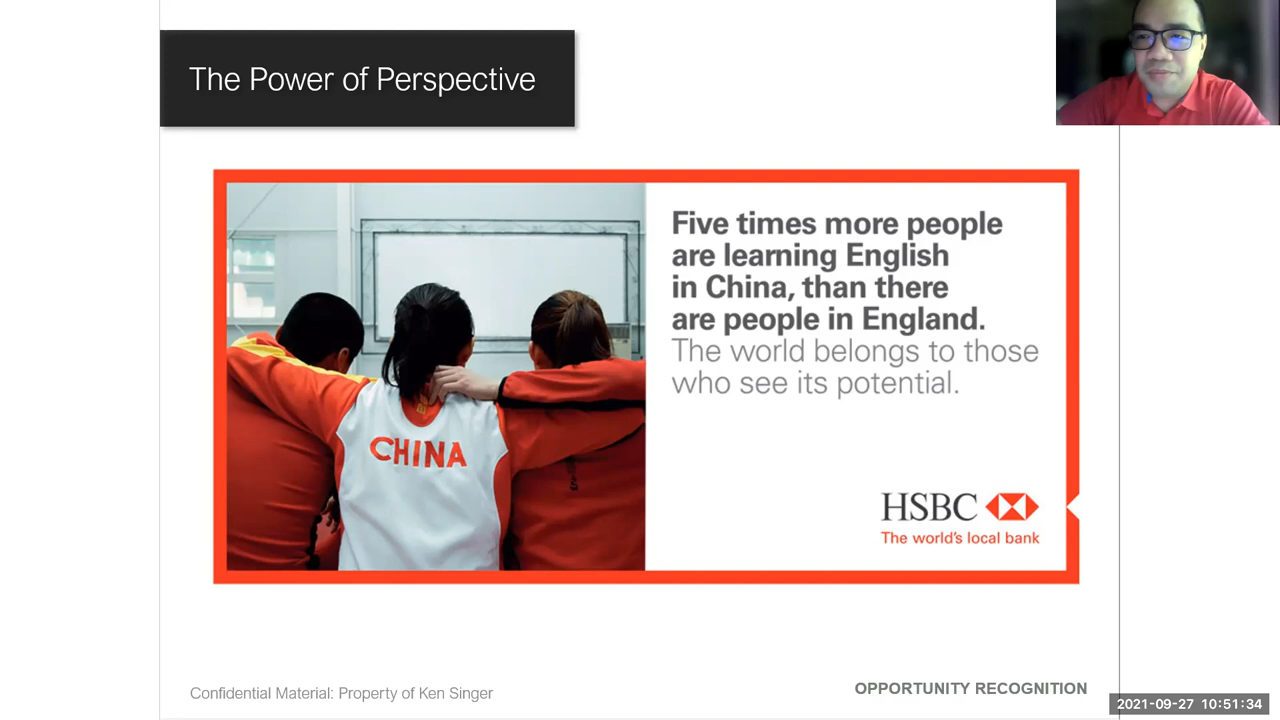 The Power of Perspective
Five times more people
are learning English
in China, than there
are people in England.
The world belongs to those
who see its potential.
CHINA
HSBC
The world's local bank
Confidential Material: Property of Ken Singer
OPPORTUNITY RECOGNITION
2021-09-27 10:51:34